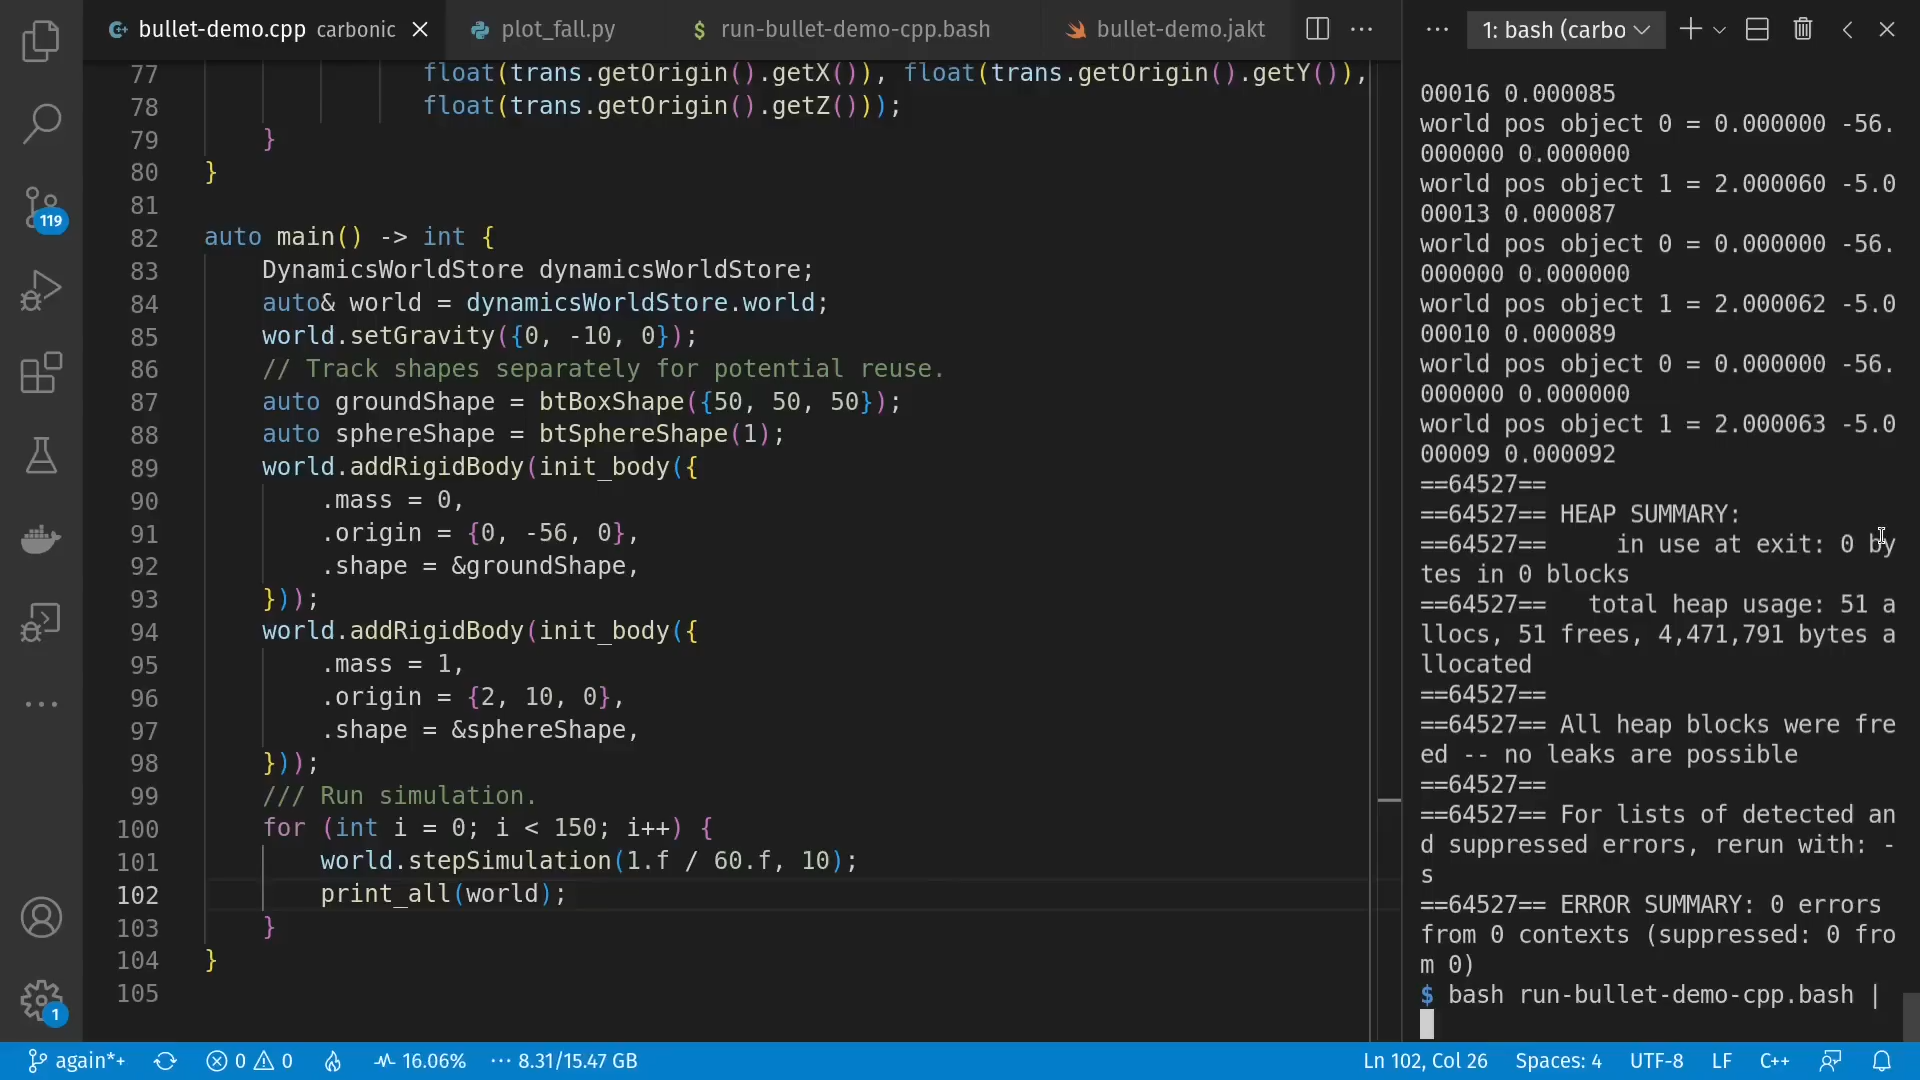 bullet-demo.cpp carbonic
plot_fall.py
$ run-bullet-demo-cpp.bash
bullet-demo.jakt
1: bash (carbo
119
77 float(trans.getOrigin().getX()), float(trans.getOrigin().getY()),
78 float(trans.getOrigin().getZ()));
79 }
80 }
81
82 auto main() -> int {
83 DynamicsWorldStore dynamicsWorldStore;
84 auto& world = dynamicsWorldStore.world;
85 world.setGravity({0, -10, 0});
86 // Track shapes separately for potential reuse.
87 auto groundShape = btBoxShape({50, 50, 50});
88 auto sphereShape = btSphereShape(1);
89 world.addRigidBody(init_body({
90 .mass = 0,
91 .origin = {0, -56, 0},
92 .shape = &groundShape,
93 }));
94 world.addRigidBody(init_body({
95 .mass = 1,
96 .origin = {2, 10, 0},
97 .shape = &sphereShape,
98 }));
99 /// Run simulation.
100 for (int i = 0; i < 150; i++) {
101 world.stepSimulation(1.f / 60.f, 10);
102 print_all(world);
103 }
104 }
105
00016 0.000085
world pos object 0 = 0.000000 -56.
000000 0.000000
world pos object 1 = 2.000060 -5.0
00013 0.000087
world pos object 0 = 0.000000 -56.
000000 0.000000
world pos object 1 = 2.000062 -5.0
00010 0.000089
world pos object 0 = 0.000000 -56.
000000 0.000000
world pos object 1 = 2.000063 -5.0
00009 0.000092
==64527==
==64527== HEAP SUMMARY:
==64527==     in use at exit: 0 by
tes in 0 blocks
==64527==   total heap usage: 51 a
llocs, 51 frees, 4,471,791 bytes a
llocated
==64527==
==64527== All heap blocks were fre
ed -- no leaks are possible
==64527==
==64527== For lists of detected an
d suppressed errors, rerun with: -
s
==64527== ERROR SUMMARY: 0 errors
from 0 contexts (suppressed: 0 fro
m 0)
$ bash run-bullet-demo-cpp.bash |
1
again*+ 0 0 16.06% ··· 8.31/15.47 GB
Ln 102, Col 26 Spaces: 4 UTF-8 LF C++